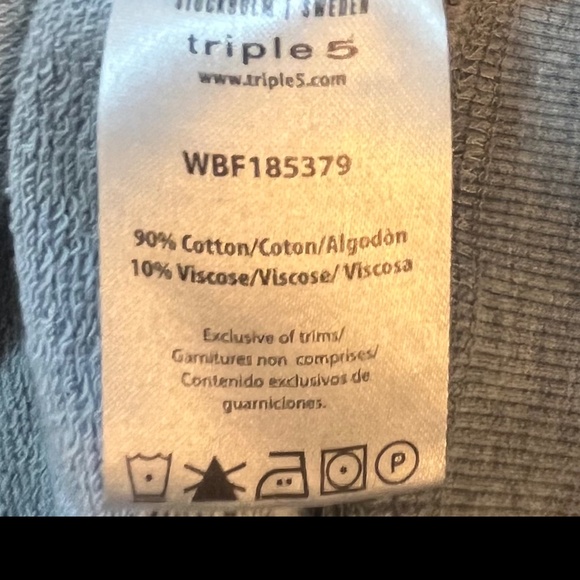 STOCKHOLM | SWEDEN
triple 5
www.triple5.com
WBF185379
90% Cotton/Coton/Algodòn
10% Viscose/Viscose/ Viscosa
Exclusive of trims/
Garnitures non comprises/
Contenido exclusivos de
guarniciones.
P